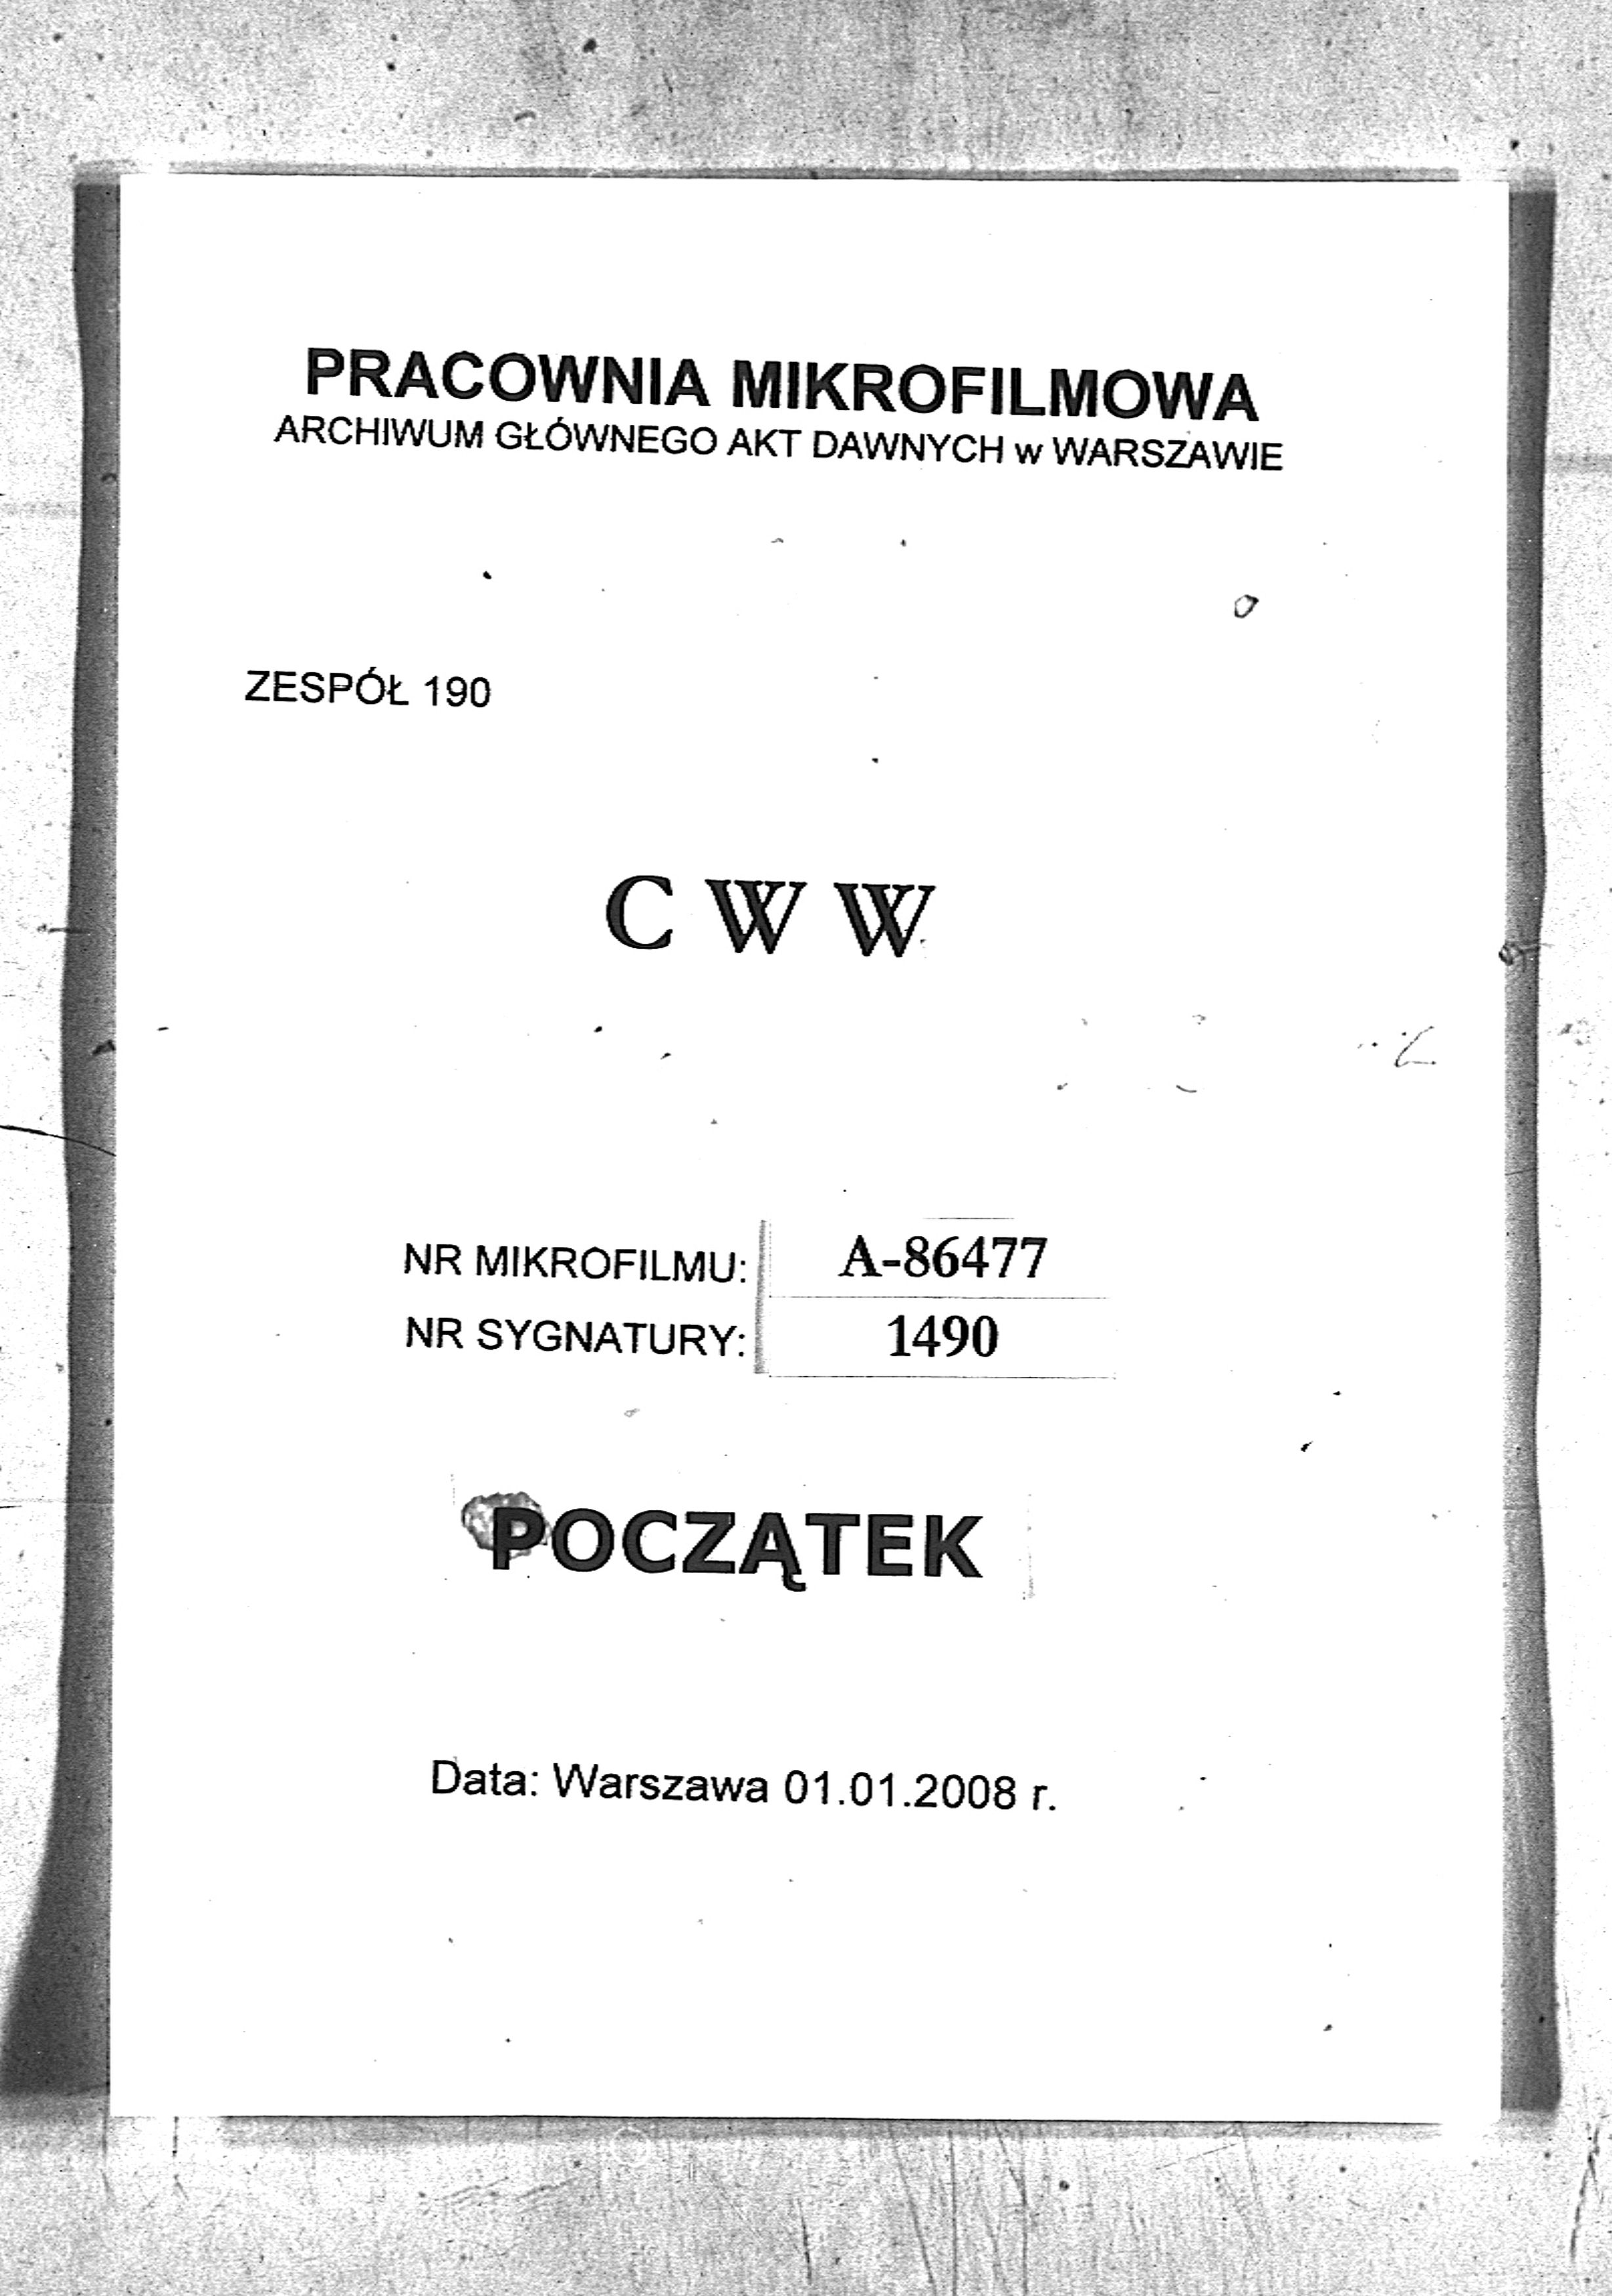 PRACOWNIA MIKROFILMOWA
ARCHIWUM GŁÓWNEGO AKT DAWNYCH w WARSZAWIE
ZESPÓŁ 190
C W W
NR MIKROFILMU: A-86477
NR SYGNATURY: 1490
POCZĄTEK
Data: Warszawa 01.01.2008 r.